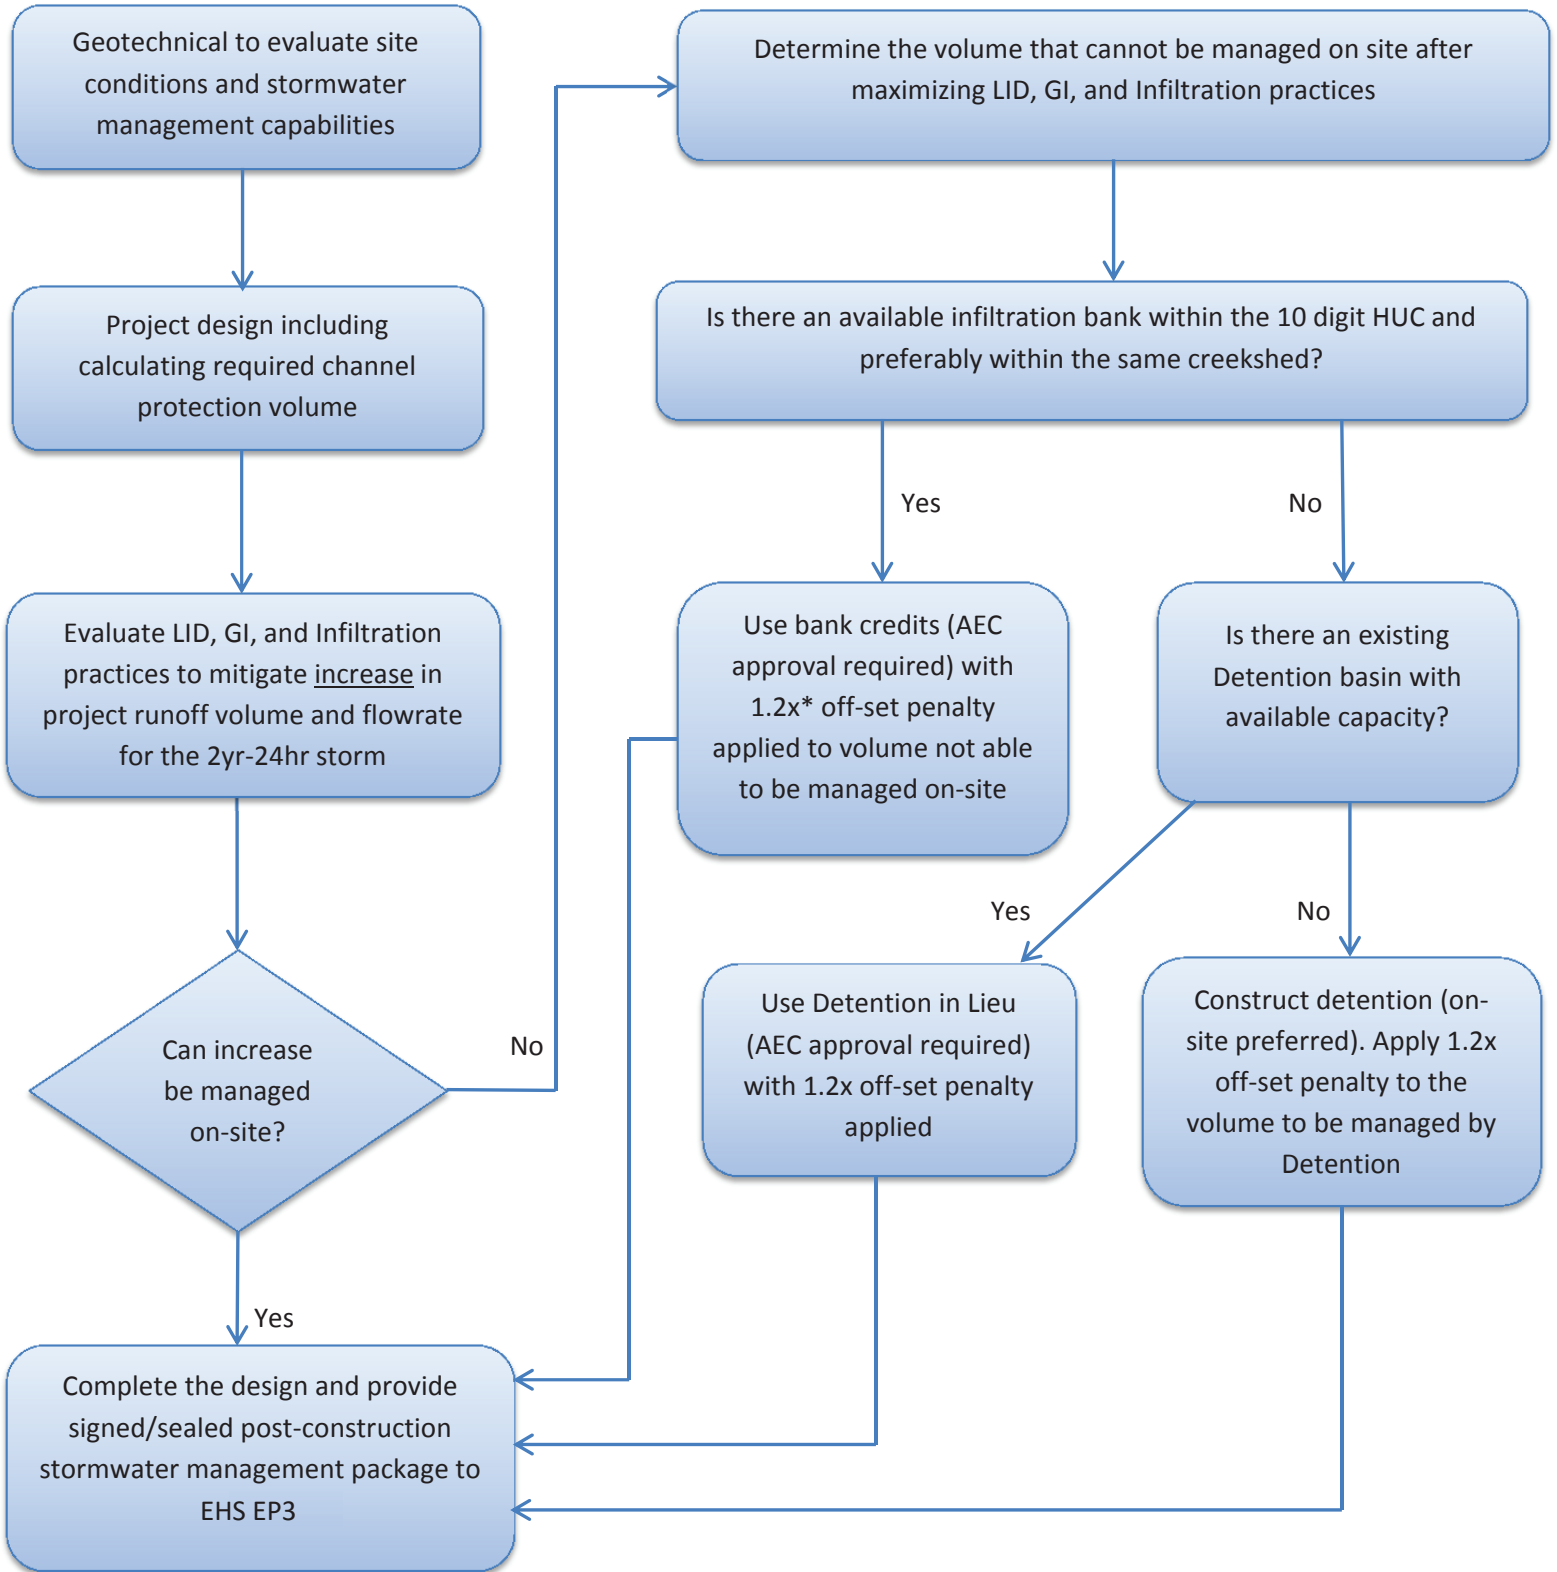 Geotechnical to evaluate site
conditions and stormwater
management capabilities
Project design including
calculating required channel
protection volume
Evaluate LID, GI, and Infiltration
practices to mitigate increase in
project runoff volume and flowrate
for the 2yr-24hr storm
Can increase
be managed
on-site?
No
Yes
Complete the design and provide
signed/sealed post-construction
stormwater management package to
EHS EP3
Determine the volume that cannot be managed on site after
maximizing LID, GI, and Infiltration practices
Is there an available infiltration bank within the 10 digit HUC and
preferably within the same creekshed?
Yes
No
Use bank credits (AEC
approval required) with
1.2x* off-set penalty
applied to volume not able
to be managed on-site
Is there an existing
Detention basin with
available capacity?
Yes
No
Use Detention in Lieu
(AEC approval required)
with 1.2x off-set penalty
applied
Construct detention (on-
site preferred). Apply 1.2x
off-set penalty to the
volume to be managed by
Detention